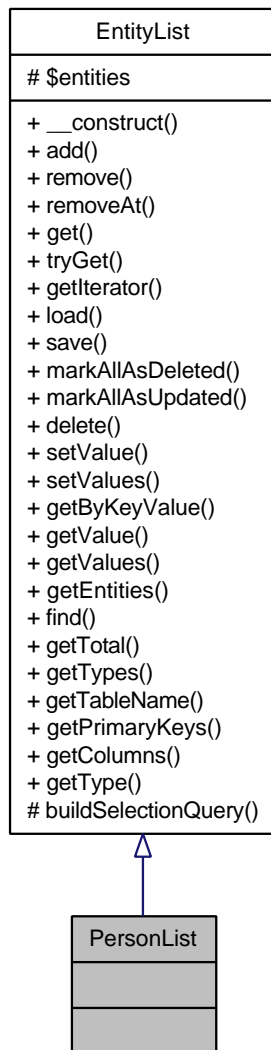 EntityList
# $entities
+ __construct()
+ add()
+ remove()
+ removeAt()
+ get()
+ tryGet()
+ getIterator()
+ load()
+ save()
+ markAllAsDeleted()
+ markAllAsUpdated()
+ delete()
+ setValue()
+ setValues()
+ getByKeyValue()
+ getValue()
+ getValues()
+ getEntities()
+ find()
+ getTotal()
+ getTypes()
+ getTableName()
+ getPrimaryKeys()
+ getColumns()
+ getType()
# buildSelectionQuery()
PersonList